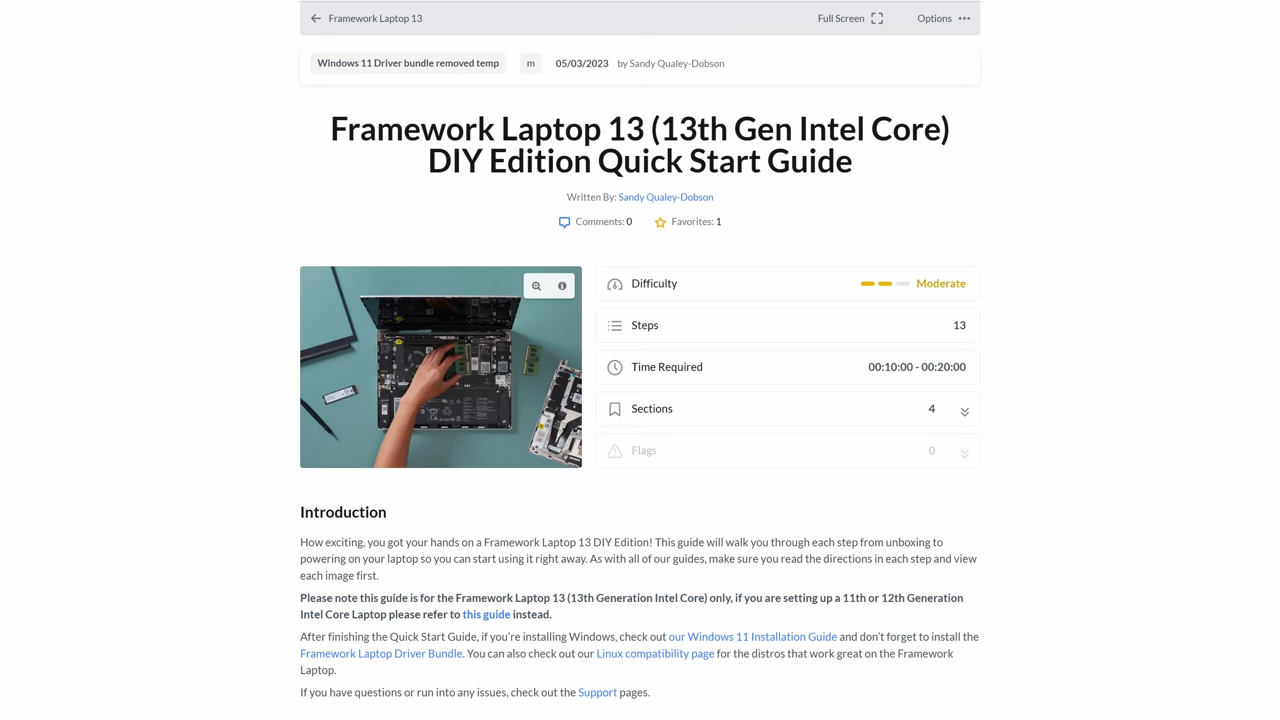 Framework Laptop 13
Full Screen
Options
Windows 11 Driver bundle removed temp
m
05/03/2023
by Sandy Qualey-Dobson
Framework Laptop 13 (13th Gen Intel Core)
DIY Edition Quick Start Guide
Written By: Sandy Qualey-Dobson
Comments: 0
Favorites: 1
Difficulty
Moderate
Steps
13
Time Required
00:10:00 - 00:20:00
Sections
4
Flags
0
Introduction
How exciting, you got your hands on a Framework Laptop 13 DIY Edition! This guide will walk you through each step from unboxing to
powering on your laptop so you can start using it right away. As with all of our guides, make sure you read the directions in each step and view
each image first.
Please note this guide is for the Framework Laptop 13 (13th Generation Intel Core) only, if you are setting up a 11th or 12th Generation
Intel Core Laptop please refer to this guide instead.
After finishing the Quick Start Guide, if you're installing Windows, check out our Windows 11 Installation Guide and don't forget to install the
Framework Laptop Driver Bundle. You can also check out our Linux compatibility page for the distros that work great on the Framework
Laptop.
If you have questions or run into any issues, check out the Support pages.